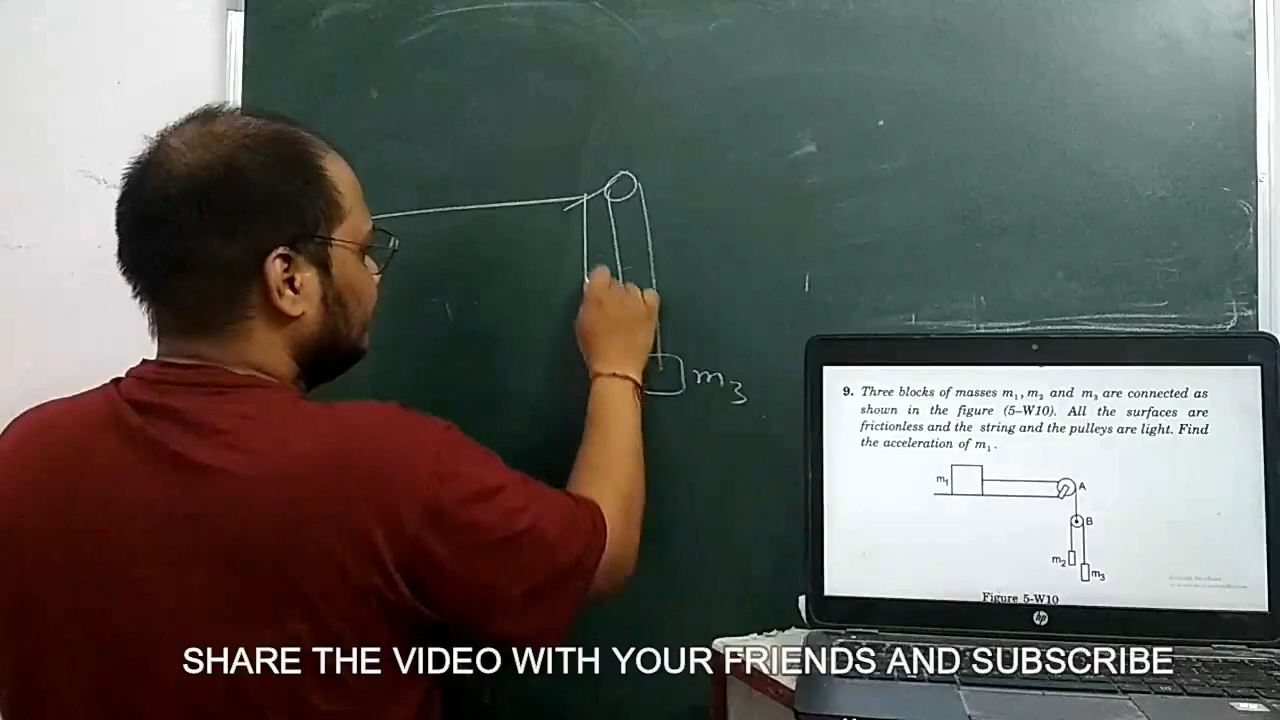 m3
9. Three blocks of masses m₁, m₂ and m₃ are connected as
shown in the figure (5–W10). All the surfaces are
frictionless and the string and the pulleys are light. Find
the acceleration of m₁.
m₁
A
B
m₂
m₃
Figure 5-W10
hp
SHARE THE VIDEO WITH YOUR FRIENDS AND SUBSCRIBE